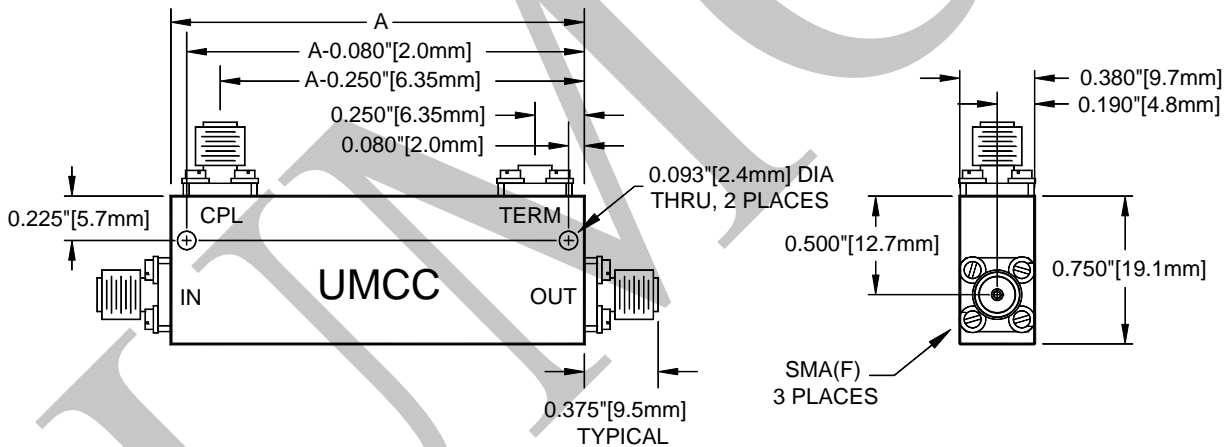 A
A-0.080"[2.0mm]
A-0.250"[6.35mm]
0.250"[6.35mm]
0.080"[2.0mm]
0.093"[2.4mm] DIA
THRU, 2 PLACES
0.225"[5.7mm]
CPL
TERM
IN
UMCC
OUT
0.375"[9.5mm]
TYPICAL
0.380"[9.7mm]
0.190"[4.8mm]
0.500"[12.7mm]
0.750"[19.1mm]
SMA(F)
3 PLACES